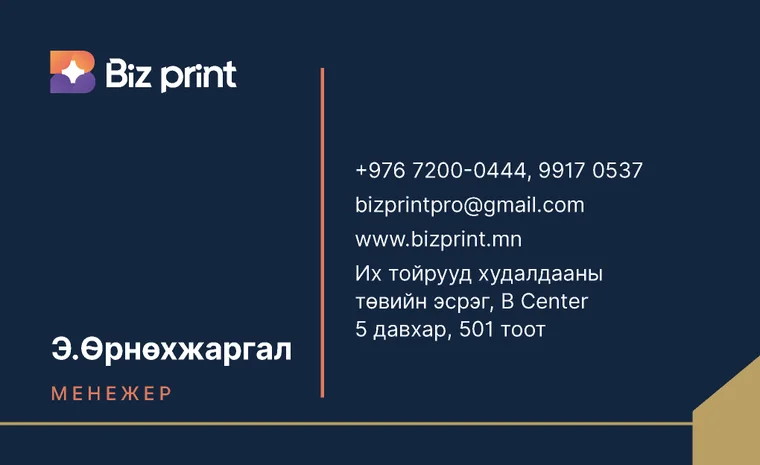 Biz print
+976 7200-0444, 9917 0537
bizprintpro@gmail.com
www.bizprint.mn
Их тойрууд худалдааны
төвийн эсрэг, B Center
5 давхар, 501 тоот
Э.Өрнөхжаргал
МЕНЕЖЕР